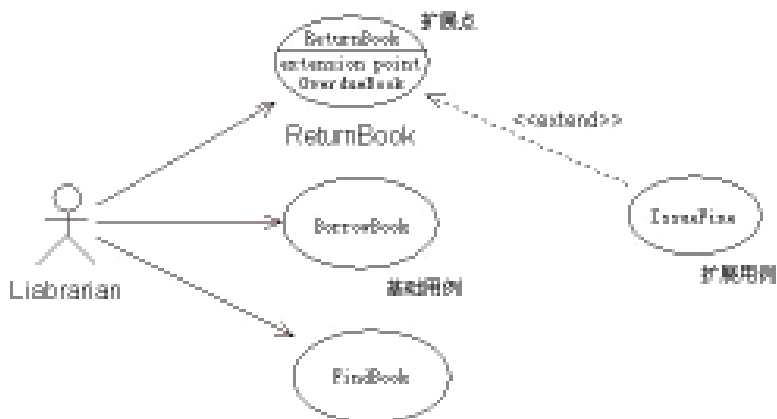 扩展点
ReturnBook
extension point
OverdueBook
ReturnBook
<<extend>>
BorrowBook
IssueFine
Liabrarian
基础用例
扩展用例
FindBook